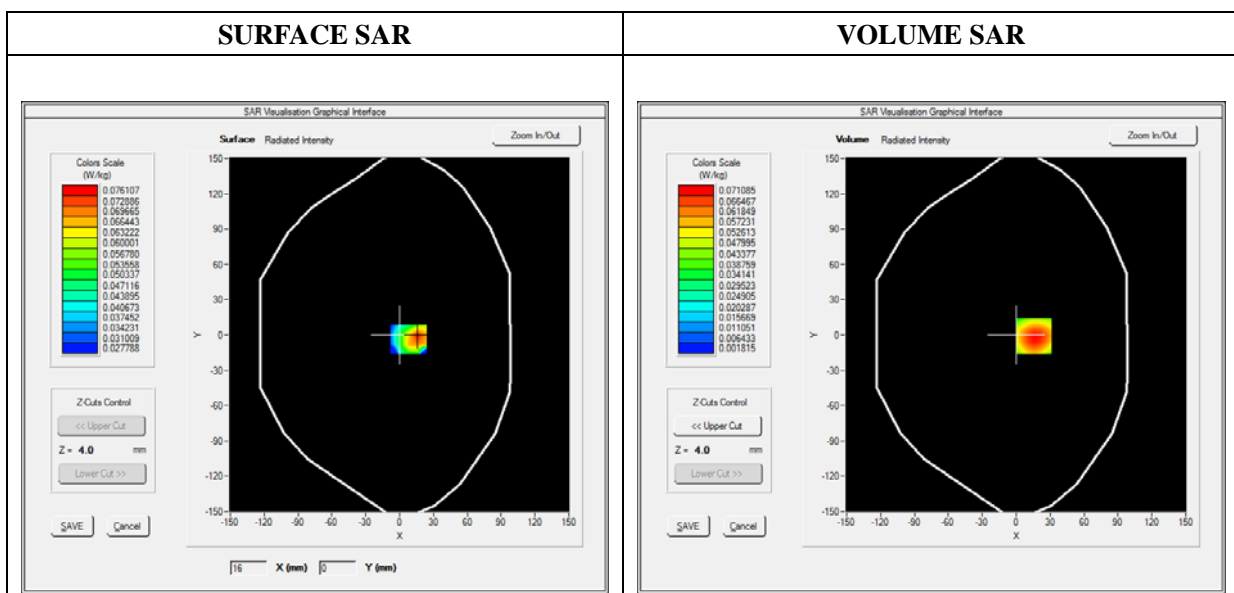 SURFACE SAR
VOLUME SAR
SAR Visualisation Graphical Interface
Surface Radiated Intensity
Zoom In/Out
Colors Scale
(W/kg)
0.076107
0.072886
0.069665
0.066443
0.063222
0.060001
0.056780
0.053558
0.050337
0.047116
0.043895
0.040673
0.037452
0.034231
0.031009
0.027788
Z-Cuts Control
<< Upper Cut
Z = 4.0 mm
Lower Cut >>
SAVE Cancel
150
120
90
60
30
0
-30
-60
-90
-120
-150
Y
-150 -120 -90 -60 -30 0 30 60 90 120 150
X
16 X (mm) 0 Y (mm)
SAR Visualisation Graphical Interface
Volume Radiated Intensity
Zoom In/Out
Colors Scale
(W/kg)
0.071085
0.066467
0.061849
0.057231
0.052613
0.047995
0.043377
0.038759
0.034141
0.029523
0.024905
0.020287
0.015669
0.011051
0.006433
0.001815
Z-Cuts Control
<< Upper Cut
Z = 4.0 mm
Lower Cut >>
SAVE Cancel
150
120
90
60
30
0
-30
-60
-90
-120
-150
Y
-150 -120 -90 -60 -30 0 30 60 90 120 150
X